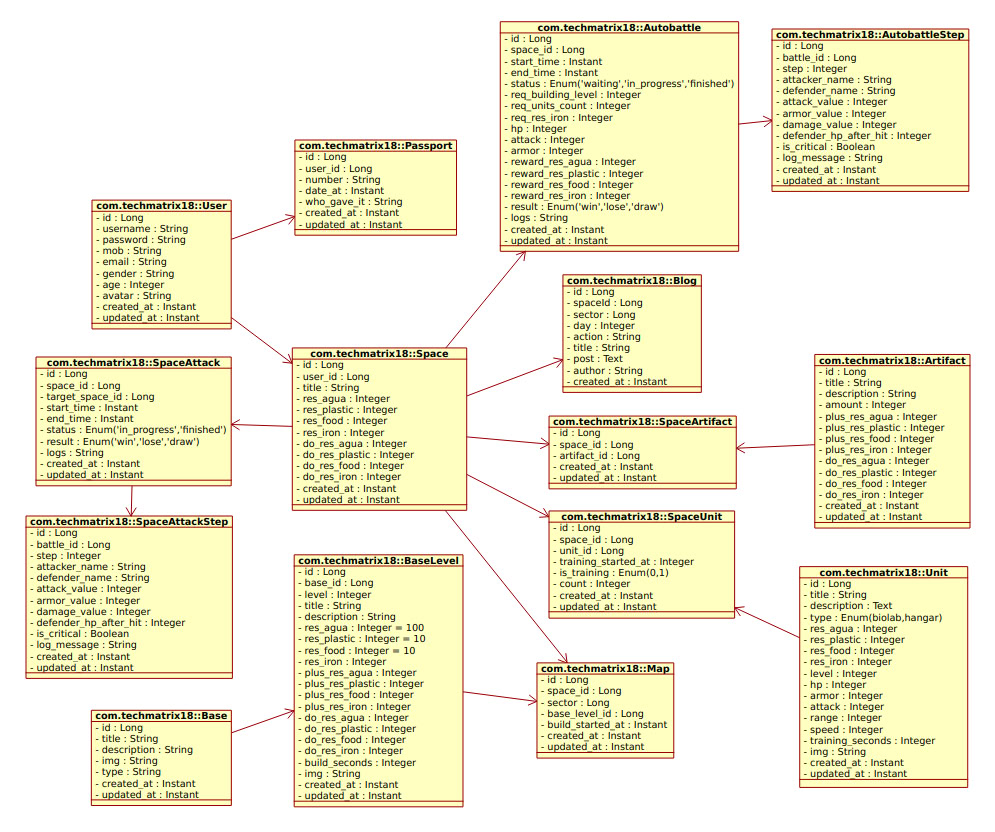 com.techmatrix18::Autobattle
- id : Long
- space_id : Long
- start_time : Instant
- end_time : Instant
- status : Enum('waiting','in_progress','finished')
- req_building_level : Integer
- req_units_count : Integer
- req_res_iron : Integer
- hp : Integer
- attack : Integer
- armor : Integer
- reward_res_agua : Integer
- reward_res_plastic : Integer
- reward_res_food : Integer
- reward_res_iron : Integer
- result : Enum('win','lose','draw')
- logs : String
- created_at : Instant
- updated_at : Instant
com.techmatrix18::AutobattleStep
- id : Long
- battle_id : Long
- step : Integer
- attacker_name : String
- defender_name : String
- attack_value : Integer
- armor_value : Integer
- damage_value : Integer
- defender_hp_after_hit : Integer
- is_critical : Boolean
- log_message : String
- created_at : Instant
- updated_at : Instant
com.techmatrix18::Passport
- id : Long
- user_id : Long
- number : String
- date_at : Instant
- who_gave_it : String
- created_at : Instant
- updated_at : Instant
com.techmatrix18::User
- id : Long
- username : String
- password : String
- mob : String
- email : String
- gender : String
- age : Integer
- avatar : String
- created_at : Instant
- updated_at : Instant
com.techmatrix18::Blog
- id : Long
- spaceId : Long
- sector : Long
- day : Integer
- action : String
- title : String
- post : Text
- author : String
- created_at : Instant
com.techmatrix18::Space
- id : Long
- user_id : Long
- title : String
- res_agua : Integer
- res_plastic : Integer
- res_food : Integer
- res_iron : Integer
- do_res_agua : Integer
- do_res_plastic : Integer
- do_res_food : Integer
- do_res_iron : Integer
- created_at : Instant
- updated_at : Instant
com.techmatrix18::SpaceAttack
- id : Long
- space_id : Long
- target_space_id : Long
- start_time : Instant
- end_time : Instant
- status : Enum('in_progress','finished')
- result : Enum('win','lose','draw')
- logs : String
- created_at : Instant
- updated_at : Instant
com.techmatrix18::Artifact
- id : Long
- title : String
- description : String
- amount : Integer
- plus_res_agua : Integer
- plus_res_plastic : Integer
- plus_res_food : Integer
- plus_res_iron : Integer
- do_res_agua : Integer
- do_res_plastic : Integer
- do_res_food : Integer
- do_res_iron : Integer
- created_at : Instant
- updated_at : Instant
com.techmatrix18::SpaceArtifact
- id : Long
- space_id : Long
- artifact_id : Long
- created_at : Instant
- updated_at : Instant
com.techmatrix18::SpaceAttackStep
- id : Long
- battle_id : Long
- step : Integer
- attacker_name : String
- defender_name : String
- attack_value : Integer
- armor_value : Integer
- damage_value : Integer
- defender_hp_after_hit : Integer
- is_critical : Boolean
- log_message : String
- created_at : Instant
- updated_at : Instant
com.techmatrix18::SpaceUnit
- id : Long
- space_id : Long
- unit_id : Long
- training_started_at : Integer
- is_training : Enum(0,1)
- count : Integer
- created_at : Instant
- updated_at : Instant
com.techmatrix18::BaseLevel
- id : Long
- base_id : Long
- level : Integer
- title : String
- description : String
- res_agua : Integer = 100
- res_plastic : Integer = 10
- res_food : Integer = 10
- res_iron : Integer
- plus_res_agua : Integer
- plus_res_plastic : Integer
- plus_res_food : Integer
- plus_res_iron : Integer
- do_res_agua : Integer
- do_res_plastic : Integer
- do_res_food : Integer
- do_res_iron : Integer
- build_seconds : Integer
- img : String
- created_at : Instant
- updated_at : Instant
com.techmatrix18::Unit
- id : Long
- title : String
- description : Text
- type : Enum(biolab,hangar)
- res_agua : Integer
- res_plastic : Integer
- res_food : Integer
- res_iron : Integer
- level : Integer
- hp : Integer
- armor : Integer
- attack : Integer
- range : Integer
- speed : Integer
- training_seconds : Integer
- img : String
- created_at : Instant
- updated_at : Instant
com.techmatrix18::Map
- id : Long
- space_id : Long
- sector : Long
- base_level_id : Long
- build_started_at : Instant
- created_at : Instant
- updated_at : Instant
com.techmatrix18::Base
- id : Long
- title : String
- description : String
- img : String
- type : String
- created_at : Instant
- updated_at : Instant